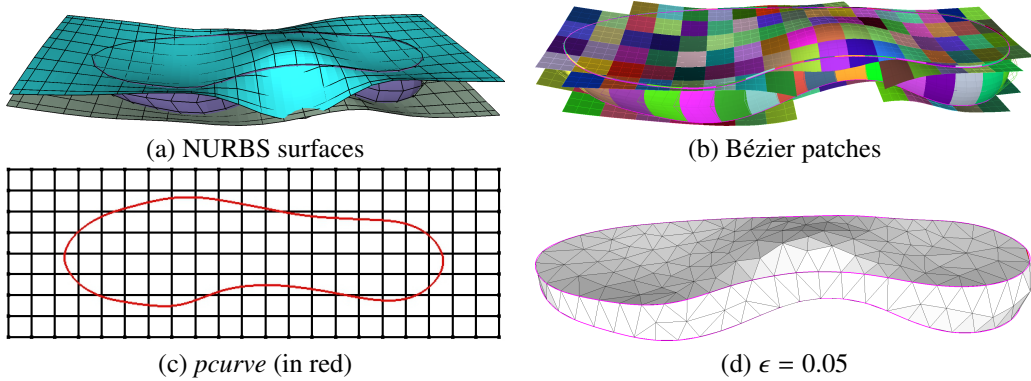 (a) NURBS surfaces
(b) Bézier patches
(c) pcurve (in red)
(d) ϵ = 0.05